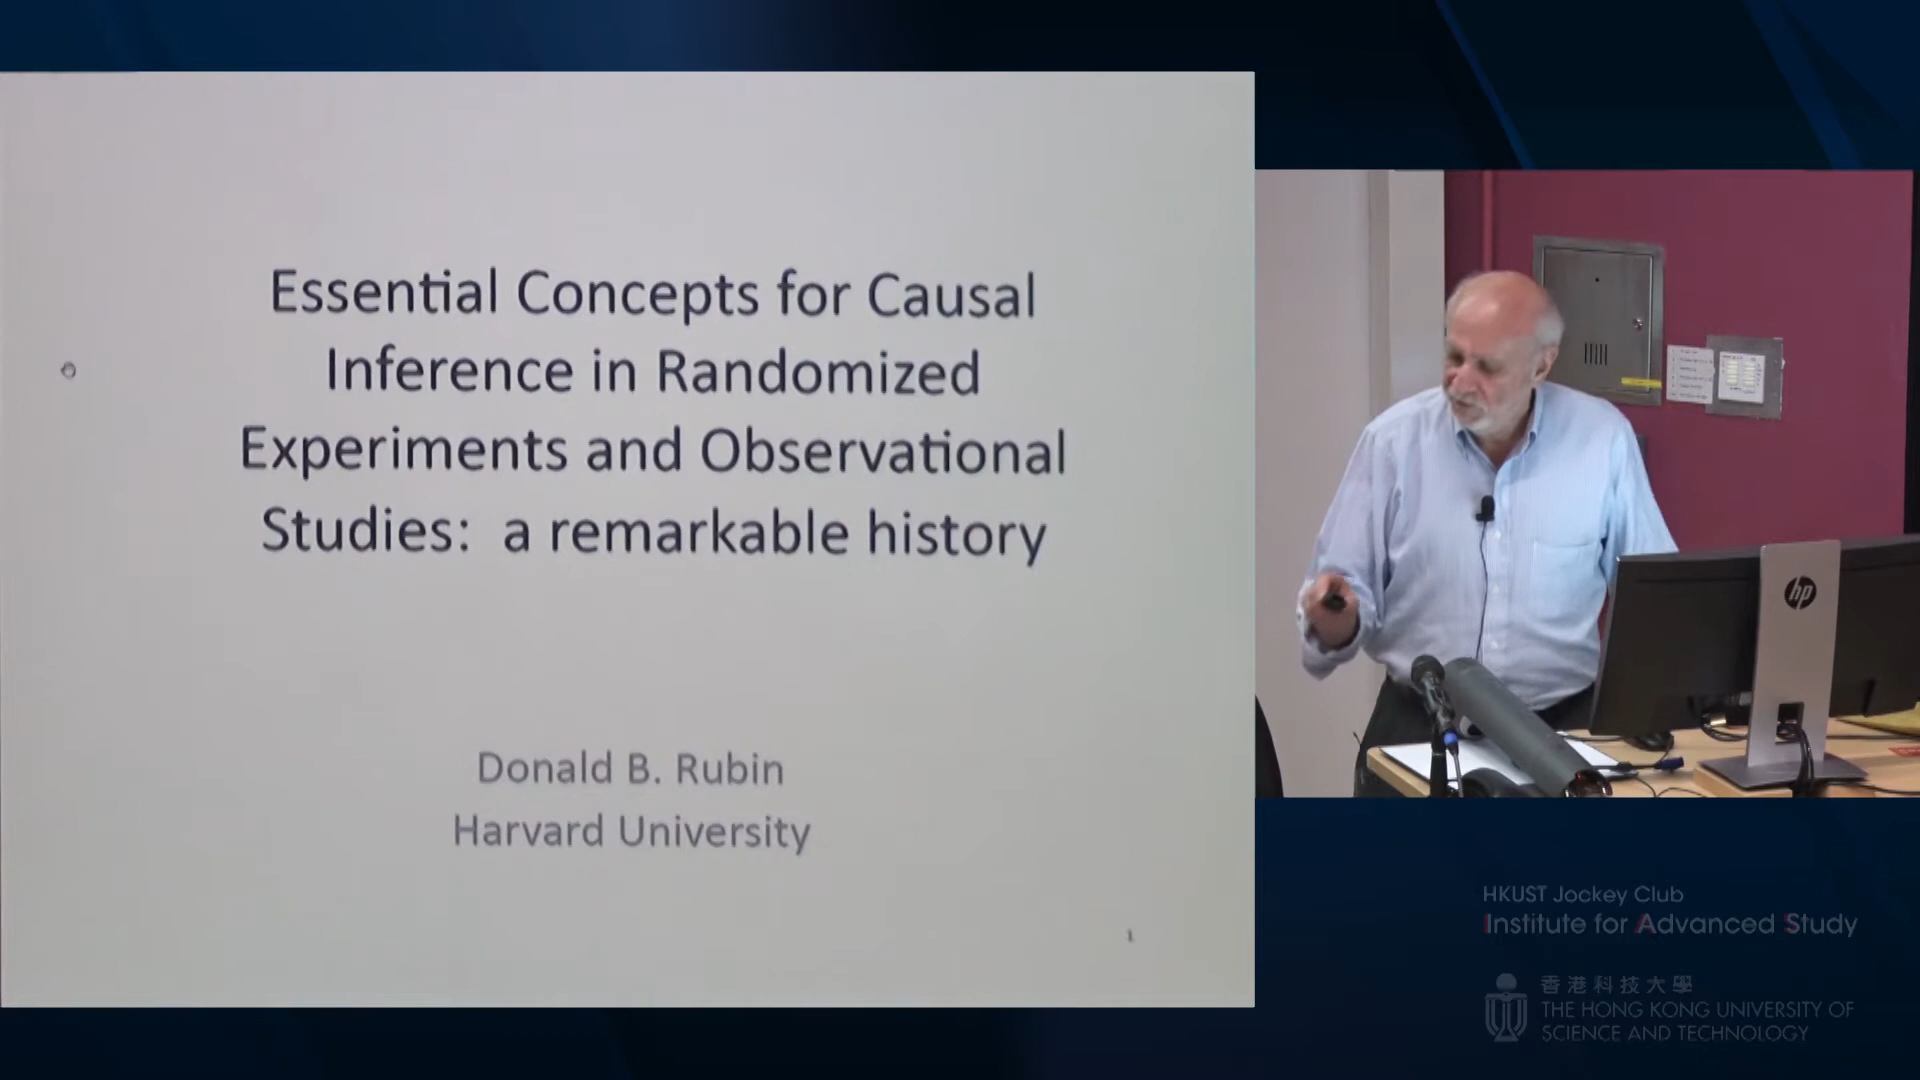 Essential Concepts for Causal
Inference in Randomized
Experiments and Observational
Studies:  a remarkable history
Donald B. Rubin
Harvard University
1
hp
HKUST Jockey Club
Institute for Advanced Study
香港科技大學
THE HONG KONG UNIVERSITY OF
SCIENCE AND TECHNOLOGY